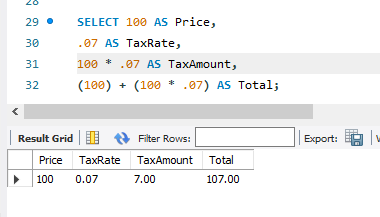 29 SELECT 100 AS Price,
30 .07 AS TaxRate,
31 100 * .07 AS TaxAmount,
32 (100) + (100 * .07) AS Total;
Result Grid Filter Rows: Export:
Price TaxRate TaxAmount Total
100 0.07 7.00 107.00